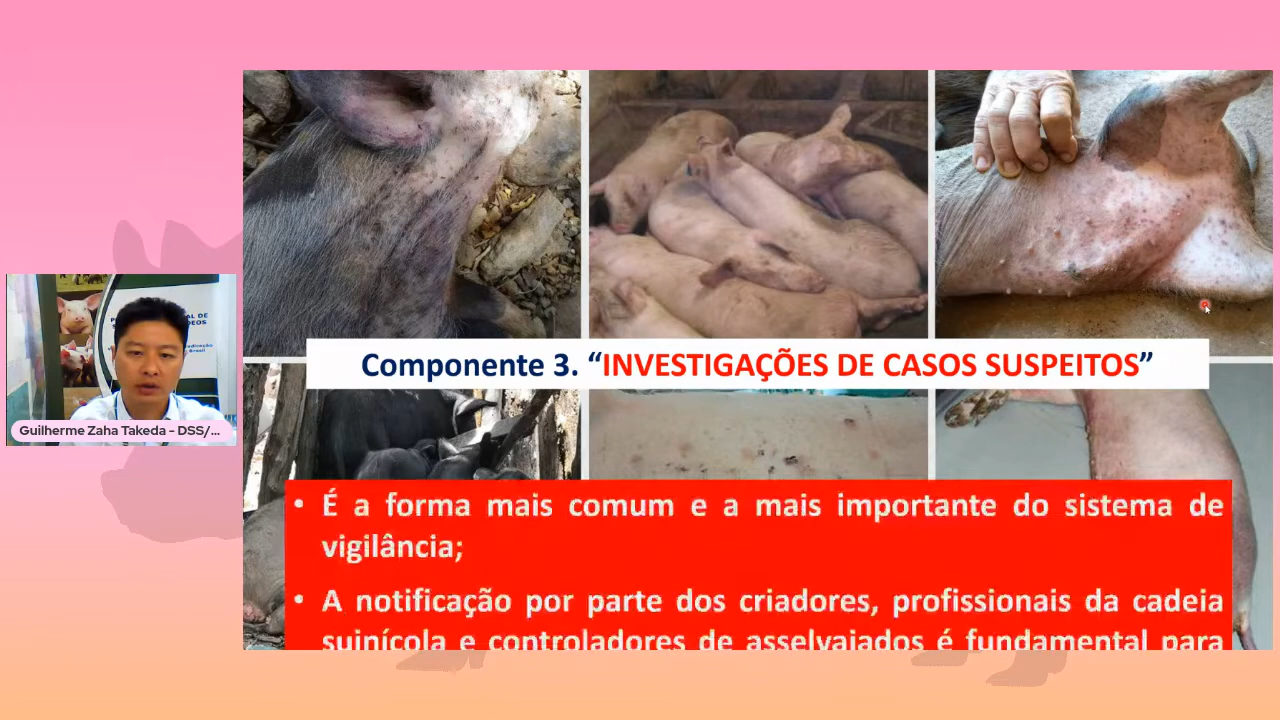 Componente 3. “INVESTIGAÇÕES DE CASOS SUSPEITOS”
Guilherme Zaha Takeda - DSS/...
• É a forma mais comum e a mais importante do sistema de
vigilância;
• A notificação por parte dos criadores, profissionais da cadeia
suinícola e controladores de asselvajados é fundamental para